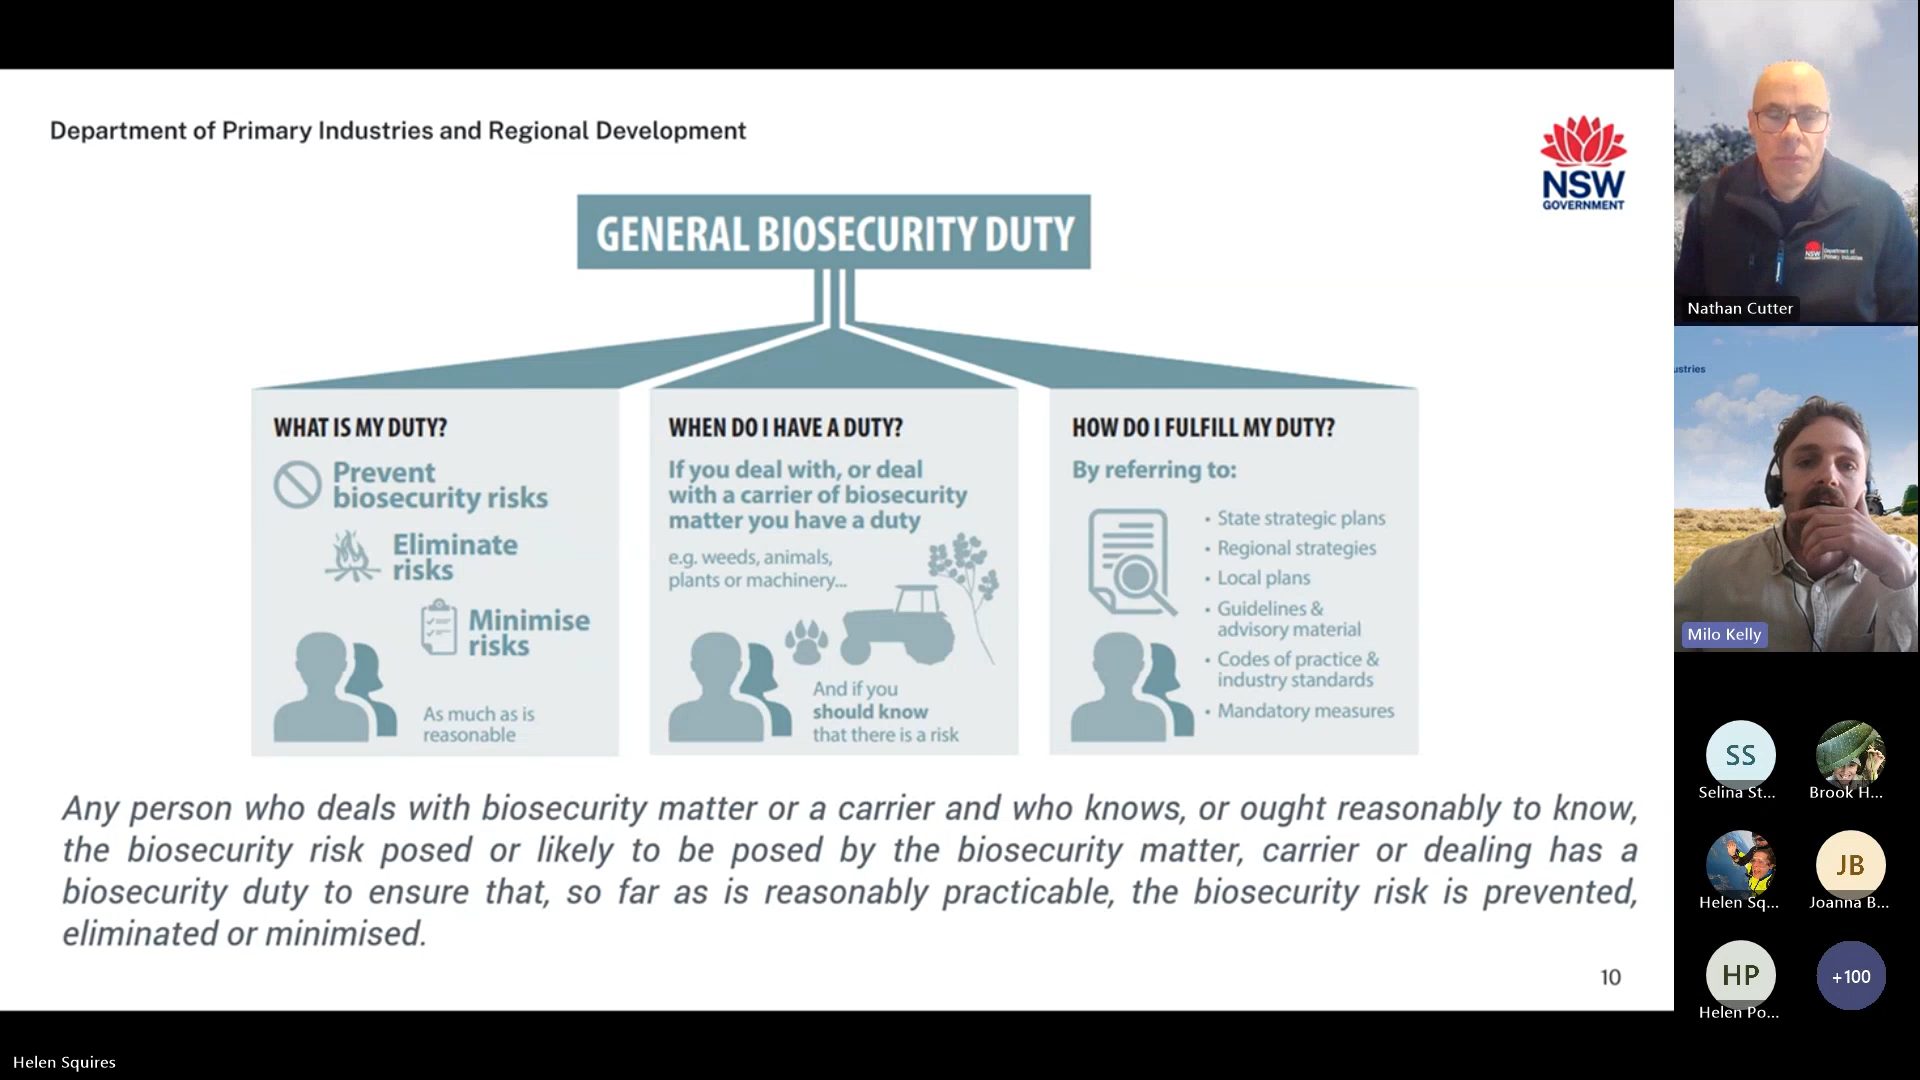 Department of Primary Industries and Regional Development
NSW
GOVERNMENT
GENERAL BIOSECURITY DUTY
WHAT IS MY DUTY?
Prevent
biosecurity risks
Eliminate
risks
Minimise
risks
As much as is
reasonable
WHEN DO I HAVE A DUTY?
If you deal with, or deal
with a carrier of biosecurity
matter you have a duty
e.g. weeds, animals,
plants or machinery...
And if you
should know
that there is a risk
HOW DO I FULFILL MY DUTY?
By referring to:
• State strategic plans
• Regional strategies
• Local plans
• Guidelines &
advisory material
• Codes of practice &
industry standards
• Mandatory measures
Any person who deals with biosecurity matter or a carrier and who knows, or ought reasonably to know,
the biosecurity risk posed or likely to be posed by the biosecurity matter, carrier or dealing has a
biosecurity duty to ensure that, so far as is reasonably practicable, the biosecurity risk is prevented,
eliminated or minimised.
10
Helen Squires
NSW
Department of
Primary Industries
Nathan Cutter
ustries
Milo Kelly
SS
Selina St...
Brook H...
Helen Sq...
JB
Joanna B...
HP
Helen Po...
+100